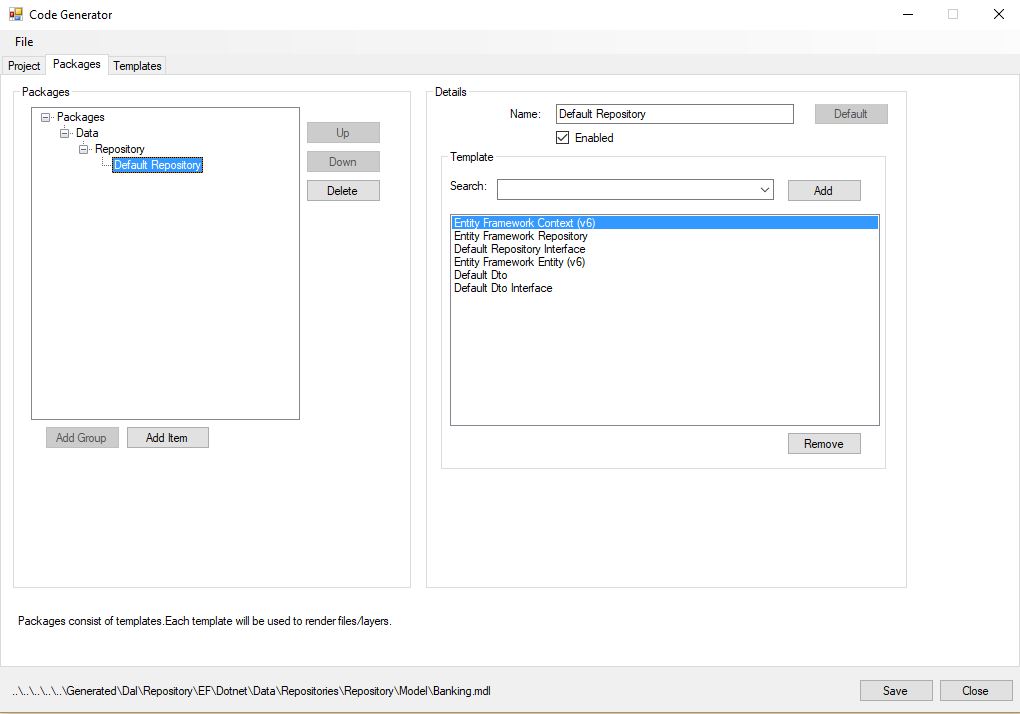 Code Generator
File
Project Packages Templates
Packages
Packages
Data
Repository
Default Repository
Up
Down
Delete
Add Group Add Item
Details
Name: Default Repository Default
Enabled
Template
Search: Add
Entity Framework Context (v6)
Entity Framework Repository
Default Repository Interface
Entity Framework Entity (v6)
Default Dto
Default Dto Interface
Remove
Packages consist of templates.Each template will be used to render files/layers.
..\..\..\..\..\Generated\Dal\Repository\EF\Dotnet\Data\Repositories\Repository\Model\Banking.mdl
Save Close